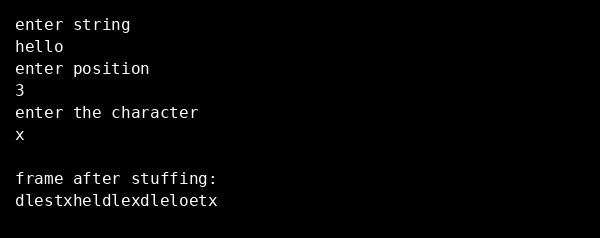 enter string
hello
enter position
3
enter the character
x
frame after stuffing:
dlestxheldlexdleloetx